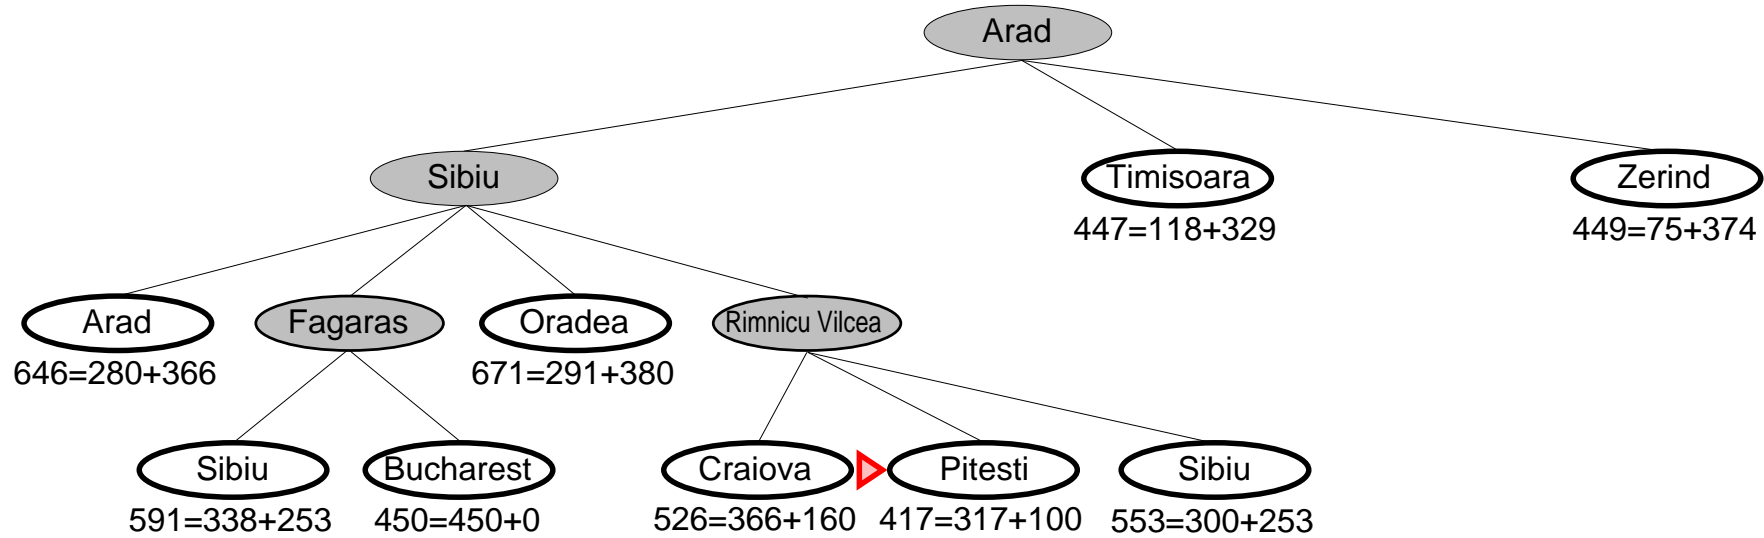 Arad
Sibiu
Timisoara
Zerind
447=118+329
449=75+374
Arad
Fagaras
Oradea
Rimnicu Vilcea
646=280+366
671=291+380
Sibiu
Bucharest
Craiova
Pitesti
Sibiu
591=338+253
450=450+0
526=366+160
417=317+100
553=300+253